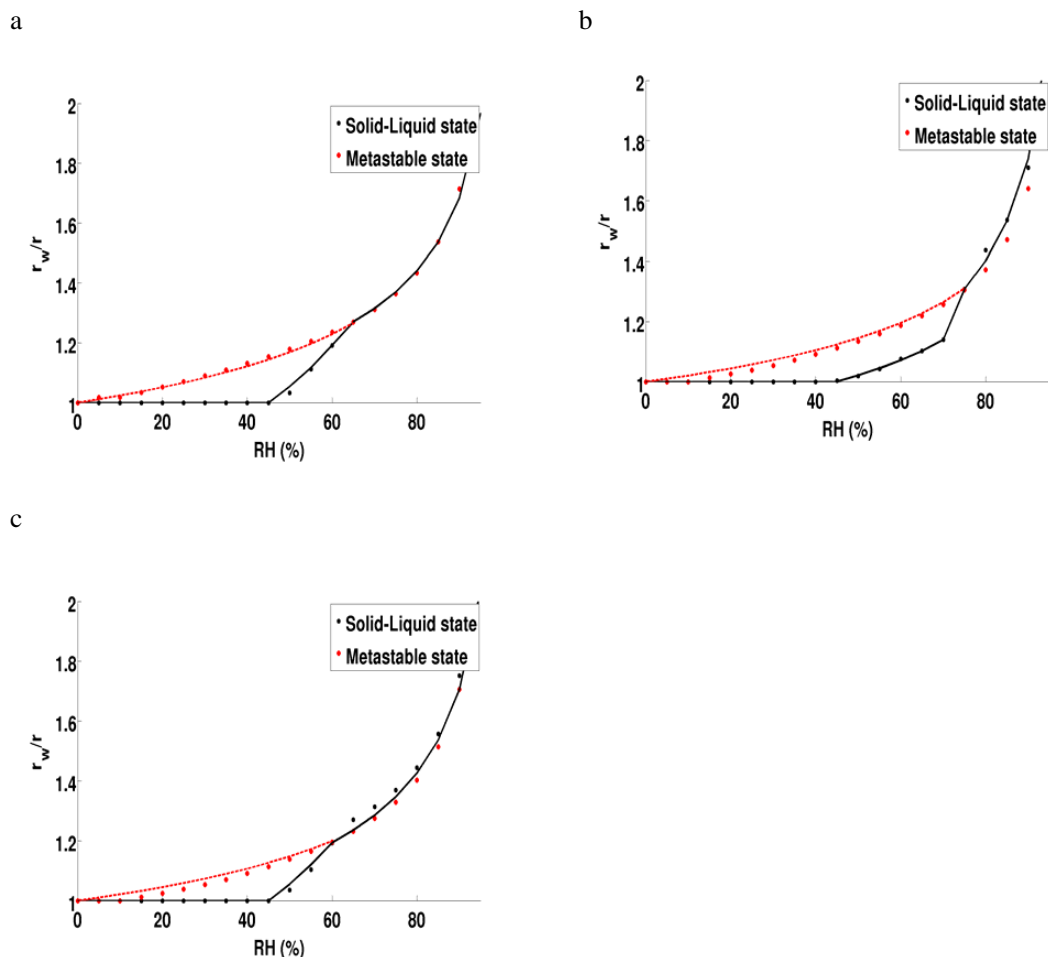 a
b
2
1.8
1.6
1.4
1.2
1
r_w/r
0 20 40 60 80
RH (%)
• Solid-Liquid state
• Metastable state
2
1.8
1.6
1.4
1.2
1
r_w/r
0 20 40 60 80
RH (%)
• Solid-Liquid state
• Metastable state
c
2
1.8
1.6
1.4
1.2
1
r_w/r
0 20 40 60 80
RH (%)
• Solid-Liquid state
• Metastable state